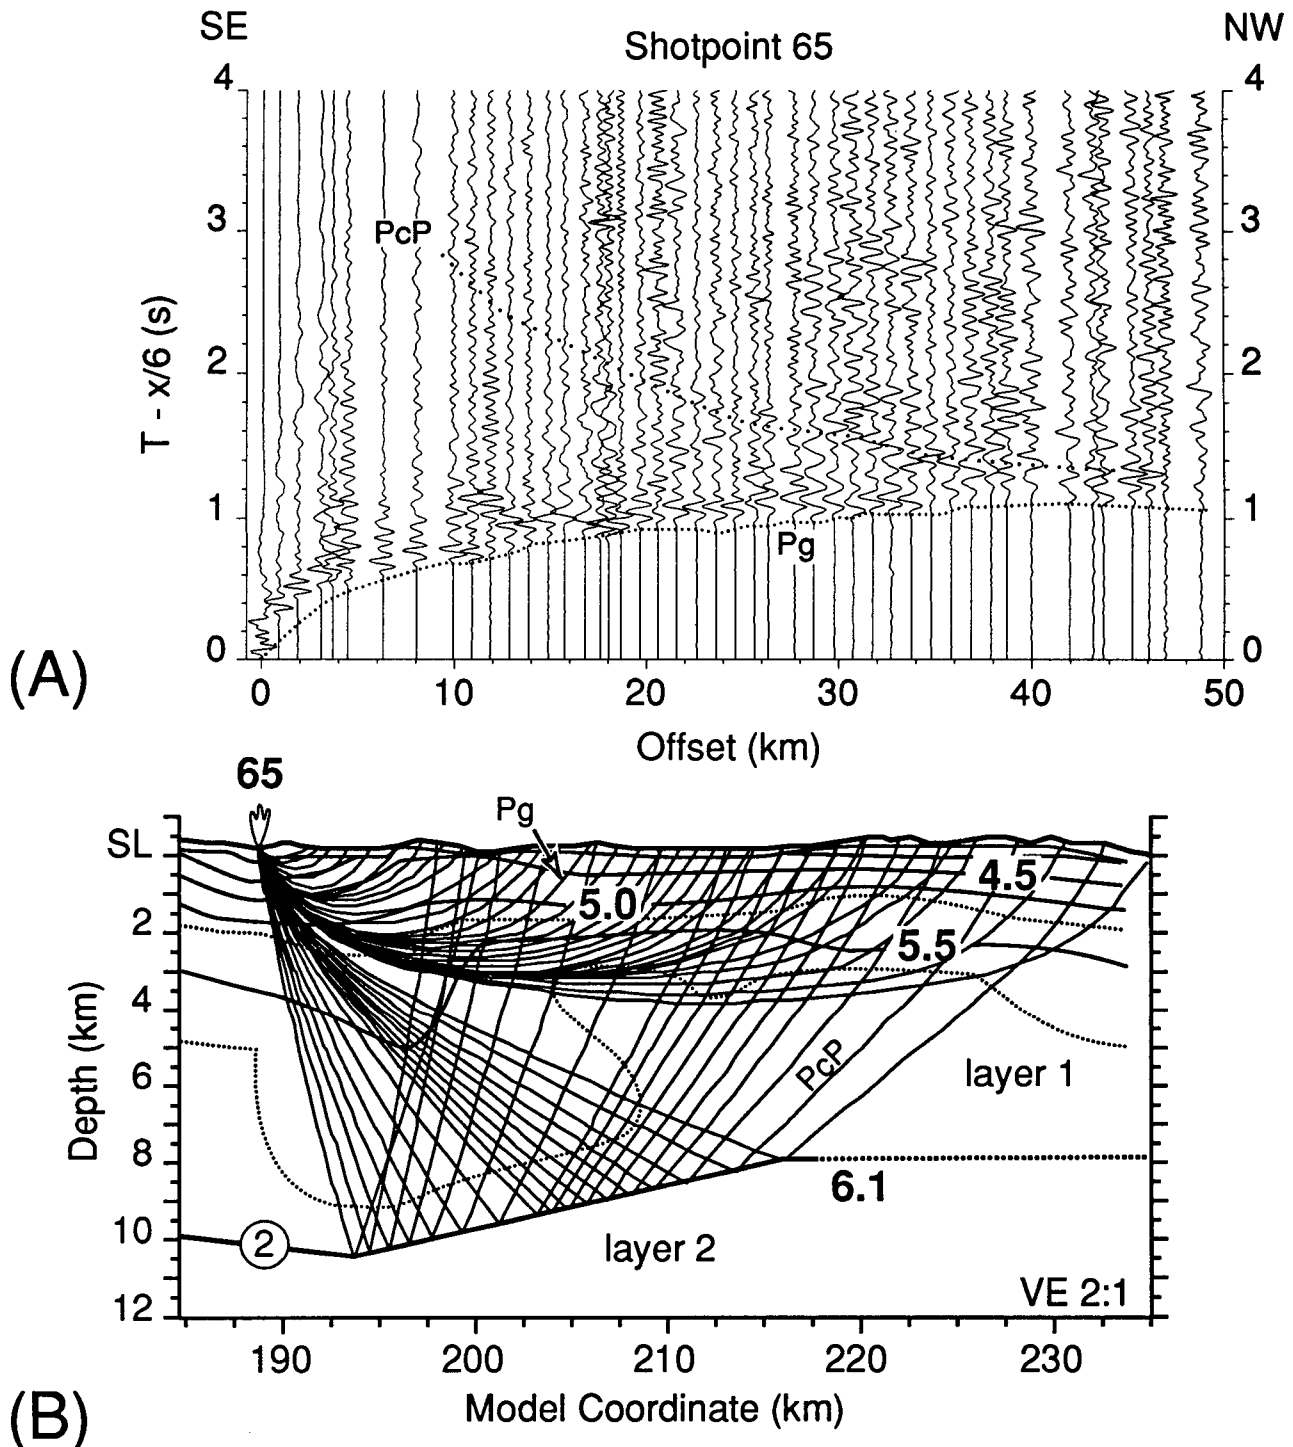 SE
Shotpoint 65
NW
4
3
2
1
0
T - x/6 (s)
4
3
2
1
0
PcP
Pg
(A)
0 10 20 30 40 50
Offset (km)
65
Pg
SL
2
4
6
8
10
12
Depth (km)
4.5
5.0
5.5
PcP
layer 1
6.1
2
layer 2
VE 2:1
190 200 210 220 230
(B)
Model Coordinate (km)